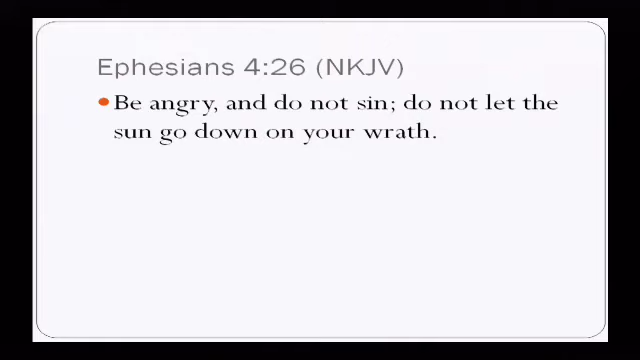 Ephesians 4:26 (NKJV)
• Be angry, and do not sin; do not let the
sun go down on your wrath.